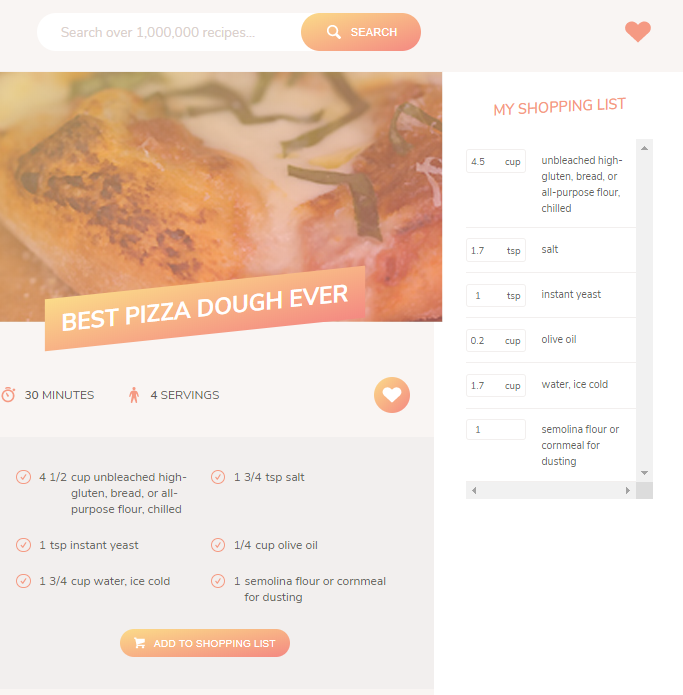 Search over 1,000,000 recipes...
SEARCH
BEST PIZZA DOUGH EVER
30 MINUTES
4 SERVINGS
4 1/2 cup unbleached high-
gluten, bread, or all-
purpose flour, chilled
1 3/4 tsp salt
1 tsp instant yeast
1/4 cup olive oil
1 3/4 cup water, ice cold
1 semolina flour or cornmeal
for dusting
ADD TO SHOPPING LIST
MY SHOPPING LIST
4.5 cup unbleached high-
gluten, bread, or
all-purpose flour,
chilled
1.7 tsp salt
1 tsp instant yeast
0.2 cup olive oil
1.7 cup water, ice cold
1 semolina flour or
cornmeal for
dusting